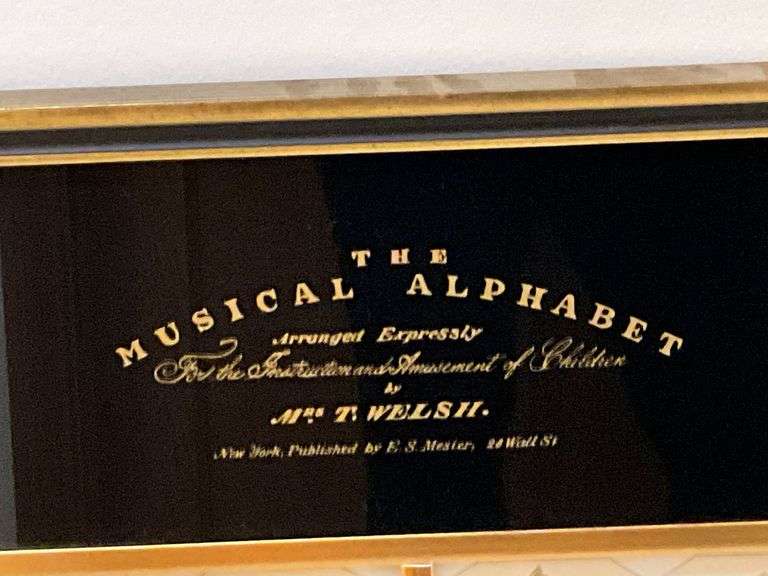 THE
MUSICAL ALPHABET
Arranged Expressly
For the Instruction and Amusement of Children
by
Mrs. T. WELSH.
New York, Published by E. S. Mesier, 28 Wall St